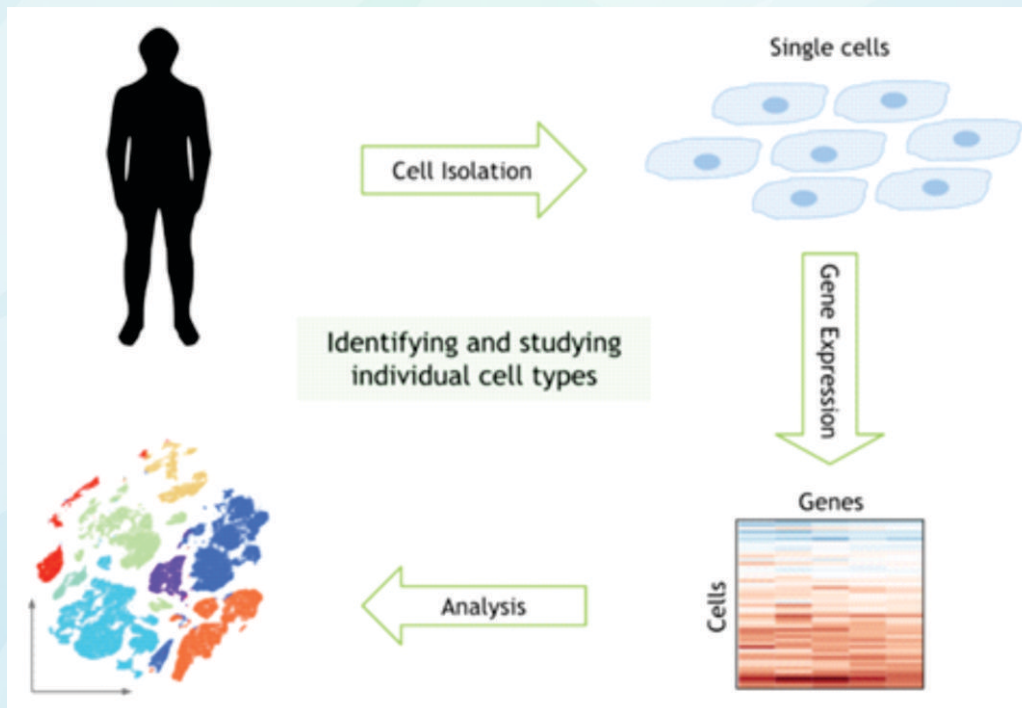 Single cells
Cell Isolation
Gene Expression
Identifying and studying
individual cell types
Genes
Cells
Analysis